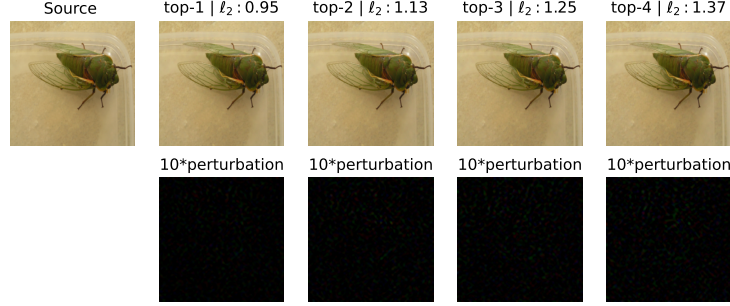 Source
top-1 | ℓ₂ : 0.95
top-2 | ℓ₂ : 1.13
top-3 | ℓ₂ : 1.25
top-4 | ℓ₂ : 1.37
10*perturbation
10*perturbation
10*perturbation
10*perturbation